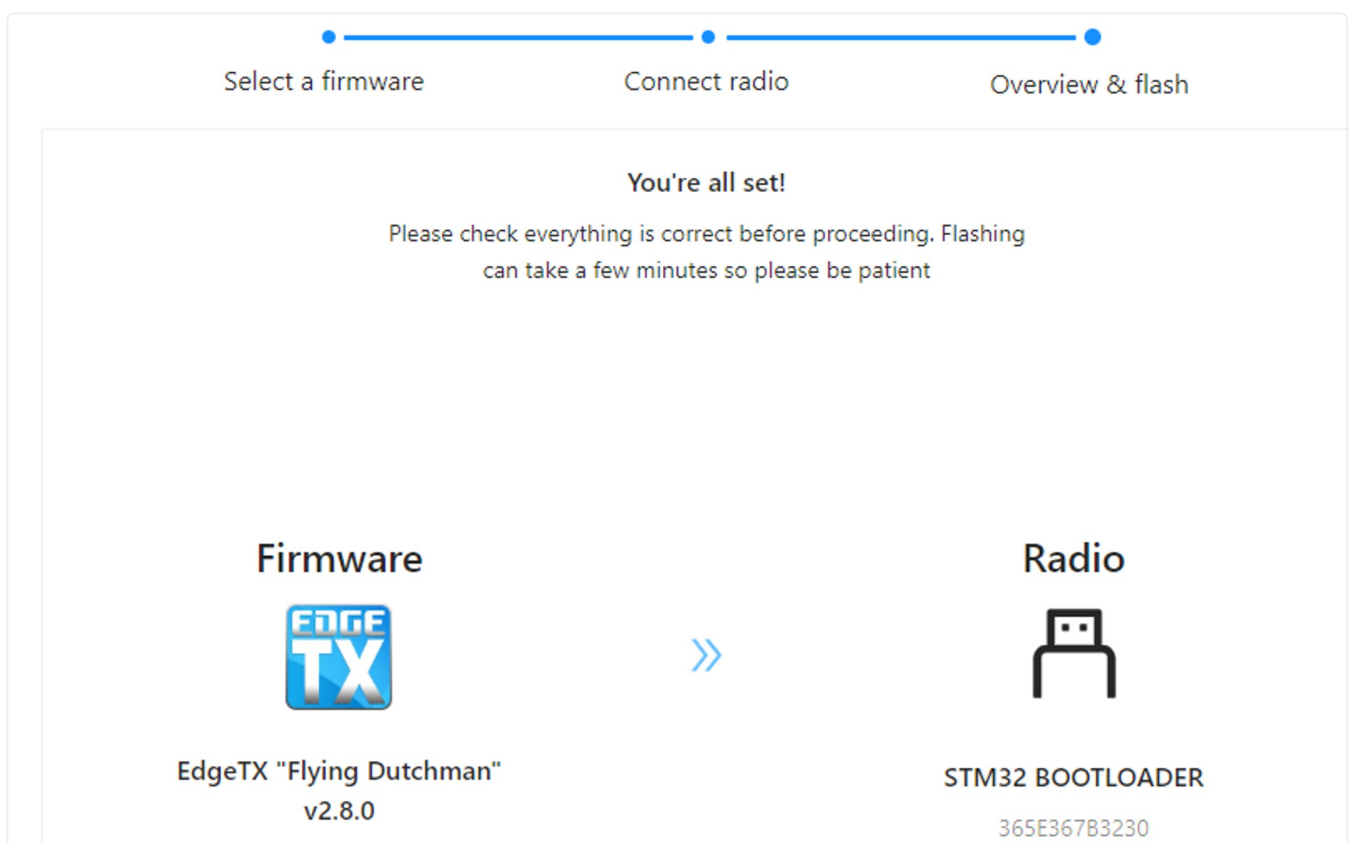 Select a firmware
Connect radio
Overview & flash
You're all set!
Please check everything is correct before proceeding. Flashing
can take a few minutes so please be patient
Firmware
Radio
EDGE
TX
EdgeTX "Flying Dutchman"
v2.8.0
STM32 BOOTLOADER
365E367B3230